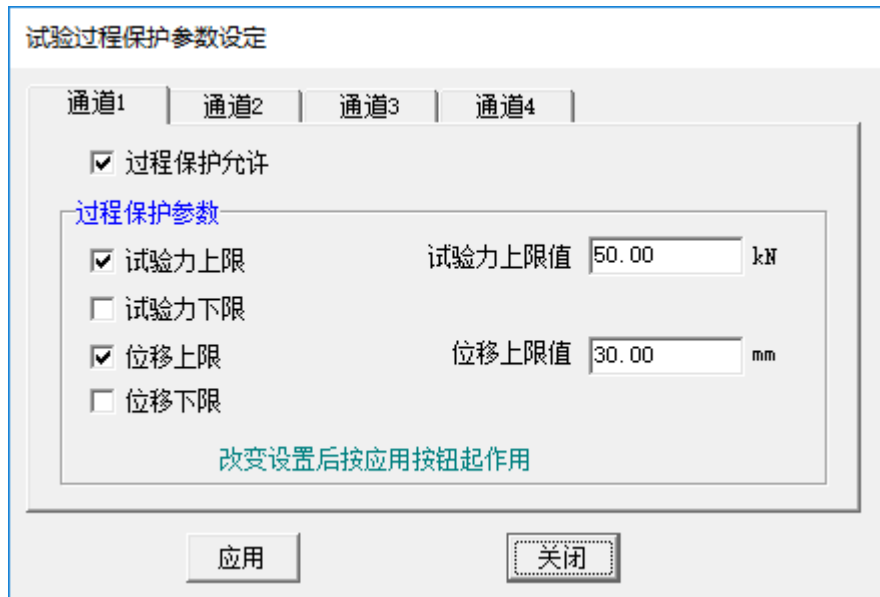 试验过程保护参数设定
通道1 通道2 通道3 通道4
过程保护允许
过程保护参数
试验力上限 试验力上限值 50.00 kN
试验力下限
位移上限 位移上限值 30.00 mm
位移下限
改变设置后按应用按钮起作用
应用 关闭